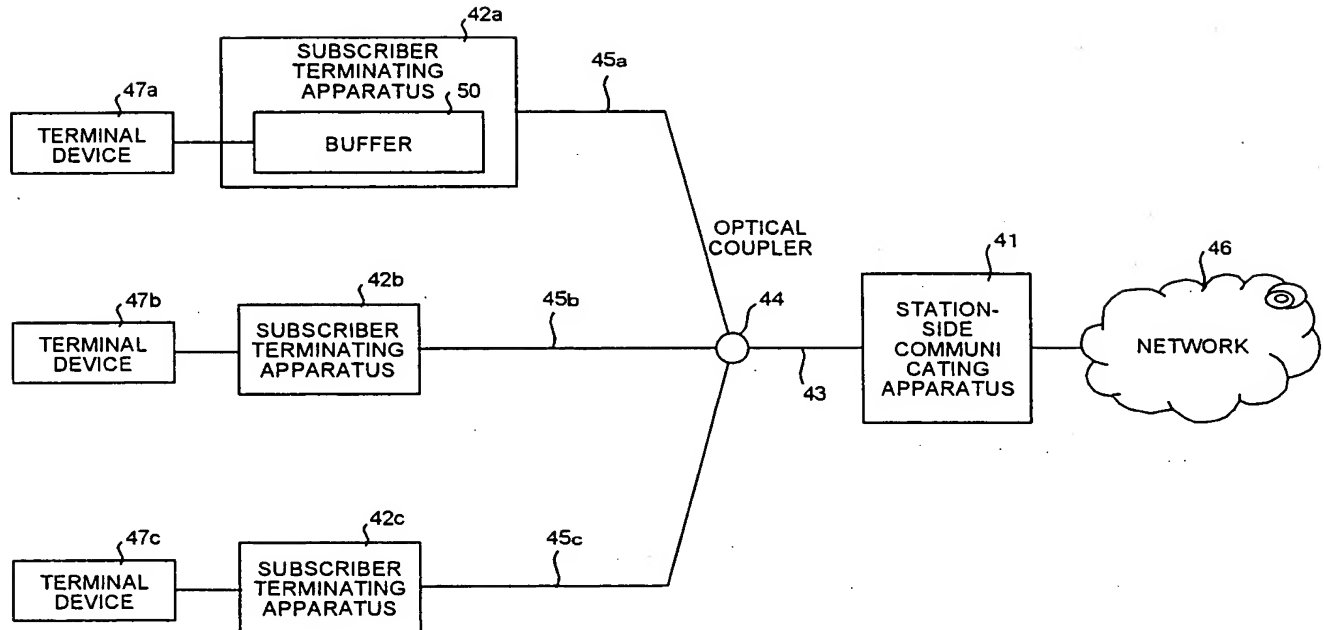 42a
SUBSCRIBER
TERMINATING
APPARATUS
50
BUFFER
45a
47a
TERMINAL
DEVICE
OPTICAL
COUPLER
44
43
41
STATION-
SIDE
COMMUNI
CATING
APPARATUS
46
NETWORK
42b
SUBSCRIBER
TERMINATING
APPARATUS
45b
47b
TERMINAL
DEVICE
42c
SUBSCRIBER
TERMINATING
APPARATUS
45c
47c
TERMINAL
DEVICE